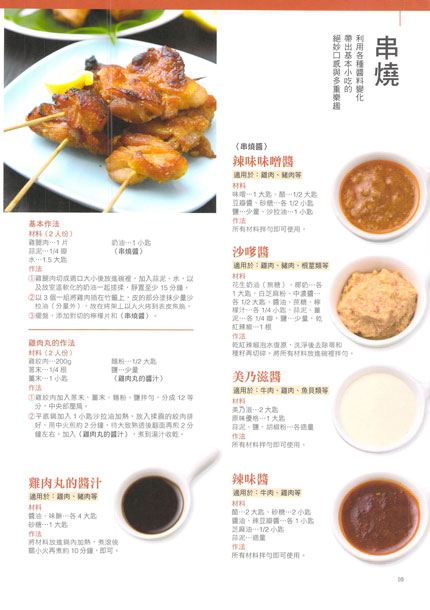 串燒
利用各種醬料變化
帶出基本小吃的
絕妙口感與多重樂趣
基本作法
材料（2 人份）
雞腿肉⋯1 片
奶油⋯1 小匙
蒜泥⋯1/4 瓣
〈串燒醬〉
水⋯1.5 大匙
作法
①雞腿肉切成適口大小後放進碗裡，加入蒜泥、水，以
及放室溫軟化的奶油一起搓揉，靜置至少 15 分鐘。
②以 3 個一組將雞肉插在竹籤上，皮的部分塗抹少量沙
拉油（分量外），放在烤架上以大火烤到表皮焦脆。
③擺盤，添加對切的檸檬片和〈串燒醬〉。
雞肉丸的作法
材料（2 人份）
雞絞肉⋯200g
麵粉⋯1/2 大匙
蔥末⋯1/4 根
鹽⋯少量
薑末⋯1 小匙
〈雞肉丸的醬汁〉
①雞絞肉加入蔥末、薑末、麵粉、鹽拌勻，分成 12 等
分，中央部壓扁。
②平底鍋加入 1 小匙沙拉油加熱，放入揉圓的絞肉排
好，用中火煎約 2 分鐘，待大致熟透後翻面再煎 2 分
鐘左右，加入〈雞肉丸的醬汁〉，煮到湯汁收乾。
雞肉丸的醬汁
適用於：雞肉、豬肉等
材料
醬油、味醂⋯各 4 大匙
砂糖⋯1 大匙
作法
將材料放進鍋內加熱，煮滾後
關小火再煮約 10 分鐘，即可。
〈串燒醬〉
辣味味噌醬
適用於：雞肉、豬肉等
材料
味噌⋯1 大匙、醋⋯1/2 大匙
豆瓣醬、砂糖⋯各 1/2 小匙
鹽⋯少量，沙拉油⋯1 小匙
作法
所有材料拌勻即可使用。
沙嗲醬
適用於：雞肉、豬肉、根莖類等
材料
花生奶油（無糖）、椰奶⋯各
1 大匙，白芝麻粉、中濃醬⋯
各 1/2 大匙，醬油、蔗糖、檸
檬汁⋯各 1/4 小匙，蒜泥、薑
泥⋯各 1/4 瓣，鹽⋯少量，乾
紅辣椒⋯1 根
作法
乾紅辣椒泡水復原，洗淨後去除蒂和
種籽再切碎。將所有材料放進碗裡拌勻。
美乃滋醬
適用於：牛肉、雞肉、魚貝類等
材料
美乃滋⋯2 大匙
原味優格⋯1 大匙
蒜泥、鹽、胡椒粉⋯各適量
作法
所有材料拌勻即可使用。
辣味醬
適用於：牛肉、雞肉等
材料
醋⋯2 大匙，砂糖⋯2 小匙
醬油、辣豆瓣醬⋯各 1 小匙
芝麻油⋯1/2 小匙
蒜泥⋯適量
作法
所有材料拌勻即可使用。